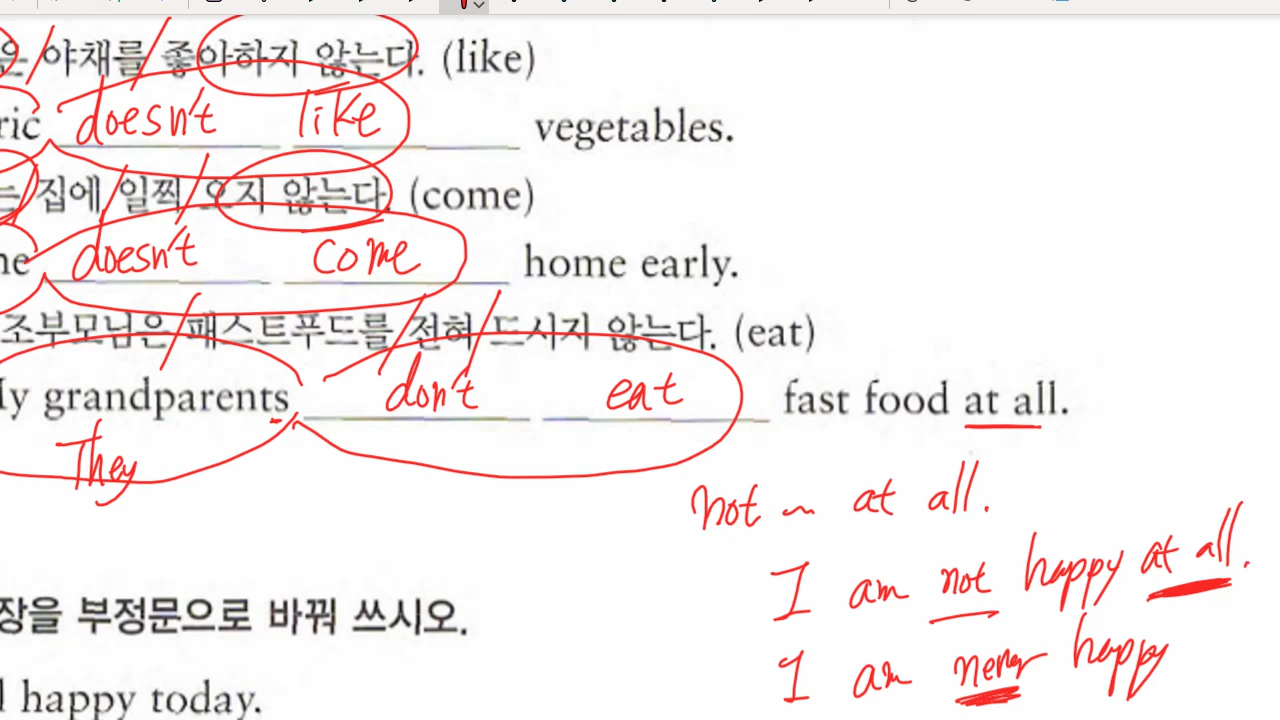 은 야채를 좋아하지 않는다. (like)
ric doesn't like vegetables.
는 집에 일찍 오지 않는다. (come)
he doesn't come home early.
조부모님은 패스트푸드를 전혀 드시지 않는다. (eat)
My grandparents don't eat fast food at all.
They
not ~ at all.
I am not happy at all.
장을 부정문으로 바꿔 쓰시오.
I am never happy
happy today.